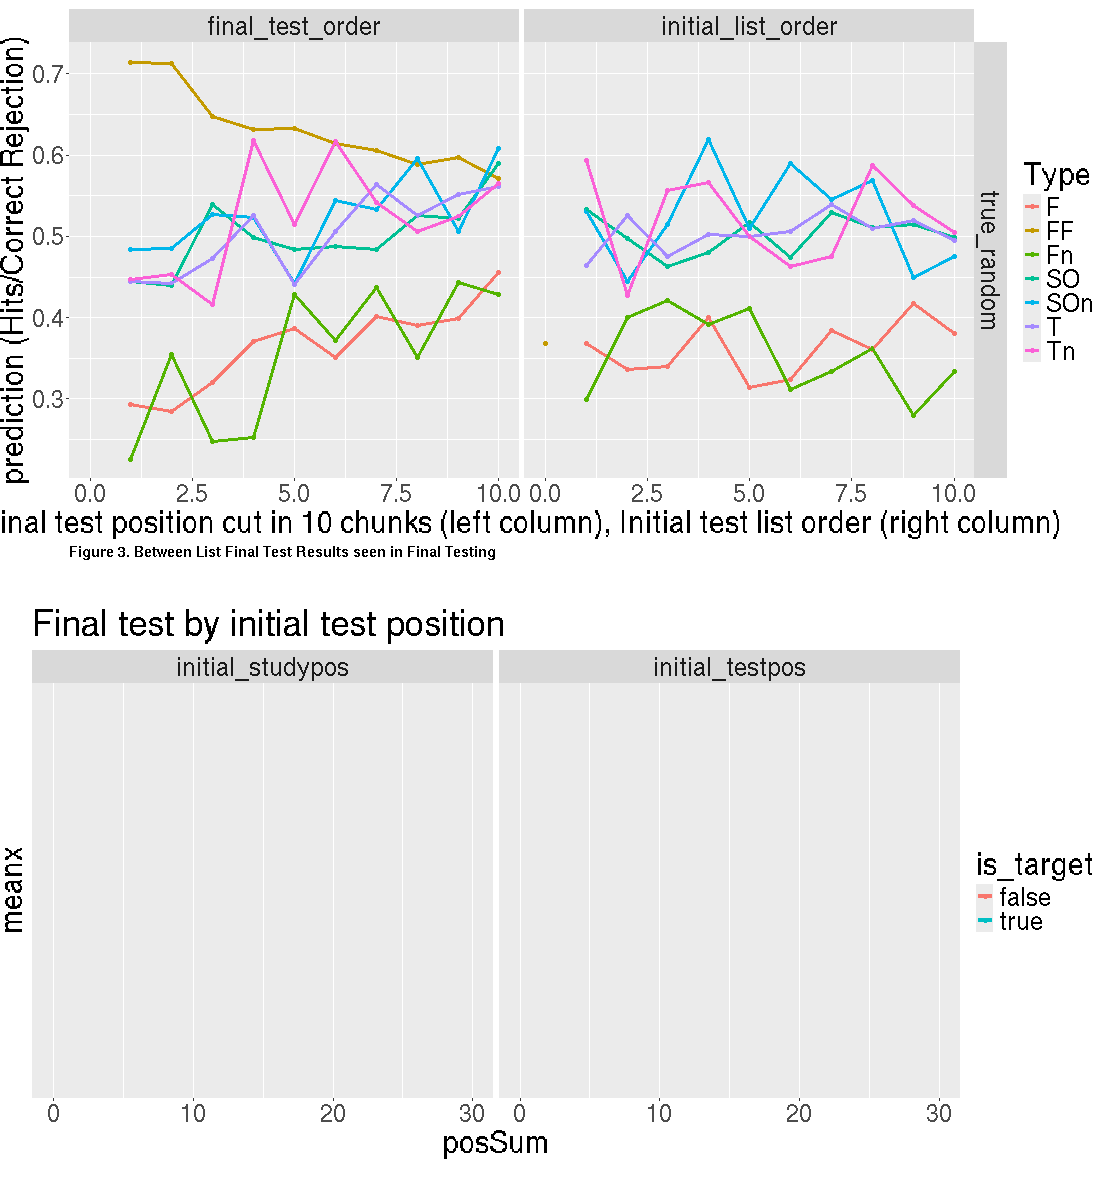 final_test_order initial_list_order
prediction (Hits/Correct Rejection)
0.7
0.6
0.5
0.4
0.3
true_random
Type
F
FF
Fn
SO
SOn
T
Tn
0.0 2.5 5.0 7.5 10.0 0.0 2.5 5.0 7.5 10.0
inal test position cut in 10 chunks (left column), Initial test list order (right column)
Figure 3. Between List Final Test Results seen in Final Testing
Final test by initial test position
initial_studypos initial_testpos
meanx
is_target
false
true
0 10 20 30 0 10 20 30
posSum